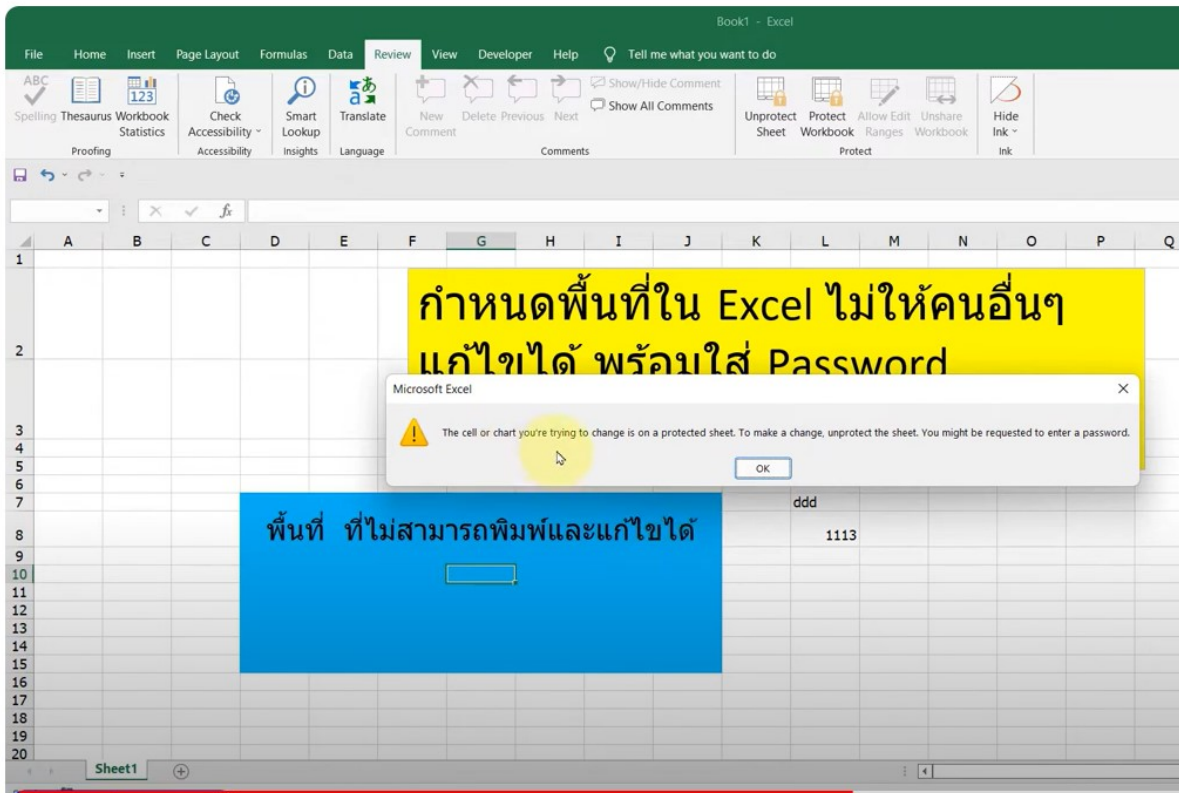 Book1 - Excel
File Home Insert Page Layout Formulas Data Review View Developer Help Tell me what you want to do
ABC
Spelling Thesaurus Workbook Statistics
123
Check Accessibility
Smart Lookup
Translate
New Comment Delete Previous Next
Show/Hide Comment
Show All Comments
Unprotect Sheet Protect Workbook Allow Edit Ranges Unshare Workbook
Hide Ink
Proofing Accessibility Insights Language Comments Protect Ink
fx
A B C D E F G H I J K L M N O P Q
1
กำหนดพื้นที่ใน Excel ไม่ให้คนอื่นๆ
2
แก้ไขได้ พร้อมใส่ Password
Microsoft Excel
The cell or chart you're trying to change is on a protected sheet. To make a change, unprotect the sheet. You might be requested to enter a password.
OK
3
4
5
6
7 ddd
8 พื้นที่ ที่ไม่สามารถพิมพ์และแก้ไขได้ 1113
9
10
11
12
13
14
15
16
17
18
19
20
Sheet1